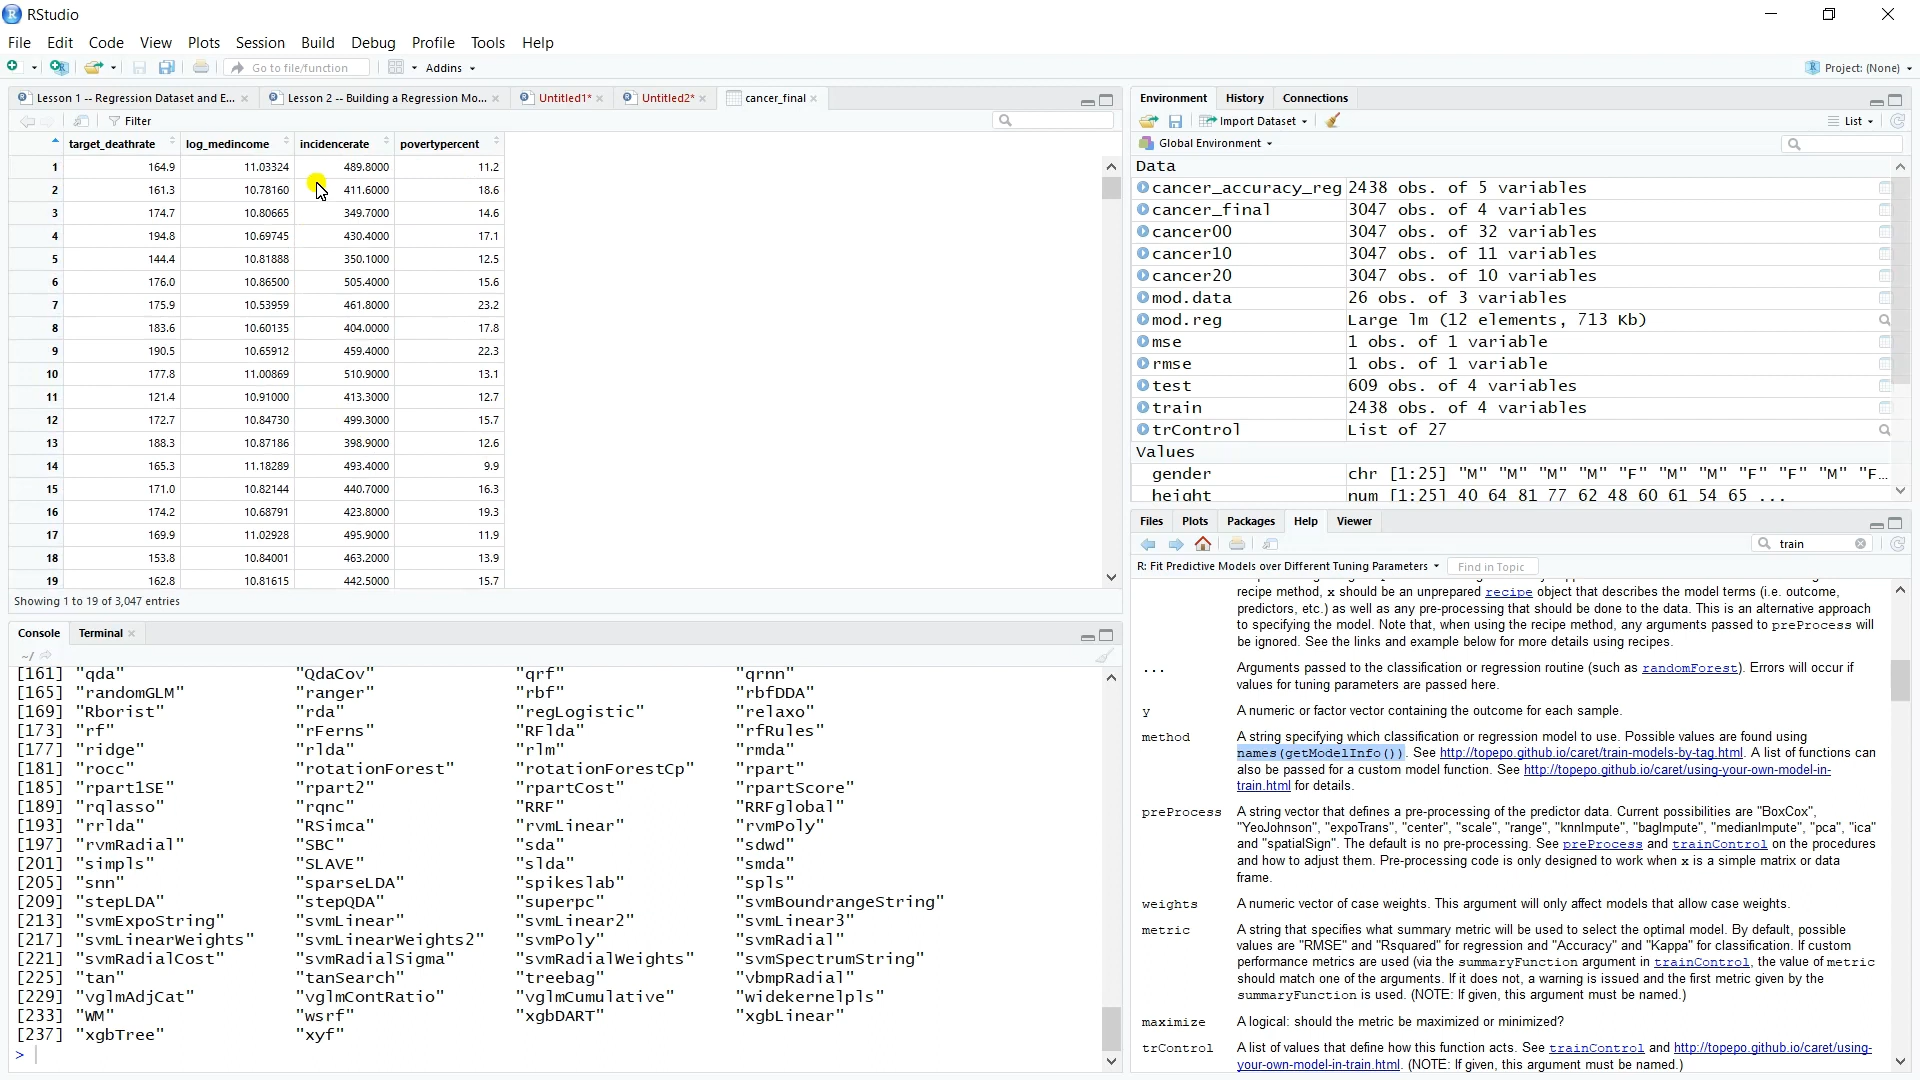 RStudio
File Edit Code View Plots Session Build Debug Profile Tools Help
Go to file/function Addins Project: (None)
Lesson 1 -- Regression Dataset and E... Lesson 2 -- Building a Regression Mo... Untitled1* Untitled2* cancer_final
Filter
target_deathrate log_medincome incidencerate povertypercent
1 164.9 11.03324 489.8000 11.2
2 161.3 10.78160 411.6000 18.6
3 174.7 10.80665 349.7000 14.6
4 194.8 10.69745 430.4000 17.1
5 144.4 10.81888 350.1000 12.5
6 176.0 10.86500 505.4000 15.6
7 175.9 10.53959 461.8000 23.2
8 183.6 10.60135 404.0000 17.8
9 190.5 10.65912 459.4000 22.3
10 177.8 11.00869 510.9000 13.1
11 121.4 10.91000 413.3000 12.7
12 172.7 10.84730 499.3000 15.7
13 188.3 10.87186 398.9000 12.6
14 165.3 11.18289 493.4000 9.9
15 171.0 10.82144 440.7000 16.3
16 174.2 10.68791 423.8000 19.3
17 169.9 11.02928 495.9000 11.9
18 153.8 10.84001 463.2000 13.9
19 162.8 10.81615 442.5000 15.7
Showing 1 to 19 of 3,047 entries
Console Terminal
~/
[161] "qda" "QdaCov" "qrf" "qrnn"
[165] "randomGLM" "ranger" "rbf" "rbfDDA"
[169] "Rborist" "rda" "regLogistic" "relaxo"
[173] "rf" "rFerns" "RFlda" "rfRules"
[177] "ridge" "rlda" "rlm" "rmda"
[181] "rocc" "rotationForest" "rotationForestCp" "rpart"
[185] "rpart1SE" "rpart2" "rpartCost" "rpartScore"
[189] "rqlasso" "rqnc" "RRF" "RRFglobal"
[193] "rrlda" "RSimca" "rvmLinear" "rvmPoly"
[197] "rvmRadial" "SBC" "sda" "sdwd"
[201] "simpls" "SLAVE" "slda" "smda"
[205] "snn" "sparseLDA" "spikeslab" "spls"
[209] "stepLDA" "stepQDA" "superpc" "svmBoundrangeString"
[213] "svmExpoString" "svmLinear" "svmLinear2" "svmLinear3"
[217] "svmLinearWeights" "svmLinearWeights2" "svmPoly" "svmRadial"
[221] "svmRadialCost" "svmRadialSigma" "svmRadialWeights" "svmSpectrumString"
[225] "tan" "tanSearch" "treebag" "vbmpRadial"
[229] "vglmAdjCat" "vglmContRatio" "vglmCumulative" "widekernelpls"
[233] "WM" "wsrf" "xgbDART" "xgbLinear"
[237] "xgbTree" "xyf"
>
Environment History Connections
Import Dataset List
Global Environment
Data
cancer_accuracy_reg 2438 obs. of 5 variables
cancer_final 3047 obs. of 4 variables
cancer00 3047 obs. of 32 variables
cancer10 3047 obs. of 11 variables
cancer20 3047 obs. of 10 variables
mod.data 26 obs. of 3 variables
mod.reg Large lm (12 elements, 713 Kb)
mse 1 obs. of 1 variable
rmse 1 obs. of 1 variable
test 609 obs. of 4 variables
train 2438 obs. of 4 variables
trControl List of 27
Values
gender chr [1:25] "M" "M" "M" "M" "F" "M" "M" "F" "F" "M" "F...
height num [1:25] 40 64 81 77 62 48 60 61 54 65 ...
Files Plots Packages Help Viewer
train
R: Fit Predictive Models over Different Tuning Parameters Find in Topic
recipe method, x should be an unprepared recipe object that describes the model terms (i.e. outcome,
predictors, etc.) as well as any pre-processing that should be done to the data. This is an alternative approach
to specifying the model. Note that, when using the recipe method, any arguments passed to preProcess will
be ignored. See the links and example below for more details using recipes.
... Arguments passed to the classification or regression routine (such as randomForest). Errors will occur if
values for tuning parameters are passed here.
y A numeric or factor vector containing the outcome for each sample.
method A string specifying which classification or regression model to use. Possible values are found using
names(getModelInfo()). See http://topepo.github.io/caret/train-models-by-tag.html. A list of functions can
also be passed for a custom model function. See http://topepo.github.io/caret/using-your-own-model-in-
train.html for details.
preProcess A string vector that defines a pre-processing of the predictor data. Current possibilities are "BoxCox",
"YeoJohnson", "expoTrans", "center", "scale", "range", "knnImpute", "bagImpute", "medianImpute", "pca", "ica"
and "spatialSign". The default is no pre-processing. See preProcess and trainControl on the procedures
and how to adjust them. Pre-processing code is only designed to work when x is a simple matrix or data
frame.
weights A numeric vector of case weights. This argument will only affect models that allow case weights.
metric A string that specifies what summary metric will be used to select the optimal model. By default, possible
values are "RMSE" and "Rsquared" for regression and "Accuracy" and "Kappa" for classification. If custom
performance metrics are used (via the summaryFunction argument in trainControl, the value of metric
should match one of the arguments. If it does not, a warning is issued and the first metric given by the
summaryFunction is used. (NOTE: If given, this argument must be named.)
maximize A logical: should the metric be maximized or minimized?
trControl A list of values that define how this function acts. See trainControl and http://topepo.github.io/caret/using-
your-own-model-in-train.html. (NOTE: If given, this argument must be named.)